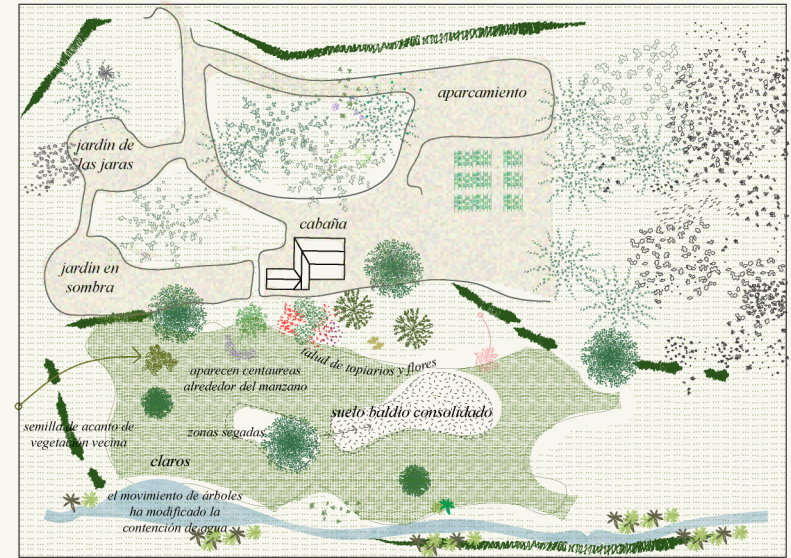 aparcamiento
jardín de
las jaras
cabaña
jardín en
sombra
talud de topiarios y flores
aparecen centaureas
alrededor del manzano
suelo baldío consolidado
semilla de acanto de
vegetación vecina
zonas segadas
claros
el movimiento de árboles
ha modificado la
contención de agua